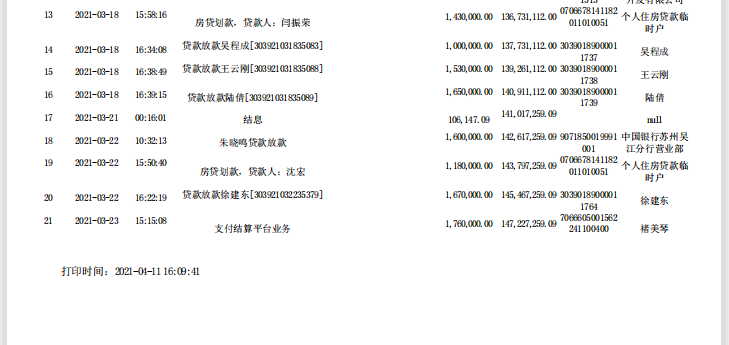 13 2021-03-18 15:58:16 房贷划款，贷款人：闫振荣 1,430,000.00 136,731,112.00 0706678141182011010051 个人住房贷款临时户
14 2021-03-18 16:34:08 贷款放款吴程成[303921031835083] 1,000,000.00 137,731,112.00 30390189000011737 吴程成
15 2021-03-18 16:38:49 贷款放款王云刚[303921031835088] 1,530,000.00 139,261,112.00 30390189000011738 王云刚
16 2021-03-18 16:39:15 贷款放款陆倩[303921031835089] 1,650,000.00 140,911,112.00 30390189000011739 陆倩
17 2021-03-21 00:16:01 结息 106,147.09 141,017,259.09 null
18 2021-03-22 10:32:13 朱晓鸣贷款放款 1,600,000.00 142,617,259.09 9071850019991001 中国银行苏州吴江分行营业部
19 2021-03-22 15:50:40 房贷划款，贷款人：沈宏 1,180,000.00 143,797,259.09 0706678141182011010051 个人住房贷款临时户
20 2021-03-22 16:22:19 贷款放款徐建东[303921032235379] 1,670,000.00 145,467,259.09 30390189000011764 徐建东
21 2021-03-23 15:15:08 支付结算平台业务 1,760,000.00 147,227,259.09 7066605001562241100400 褚美琴
打印时间：2021-04-11 16:09:41